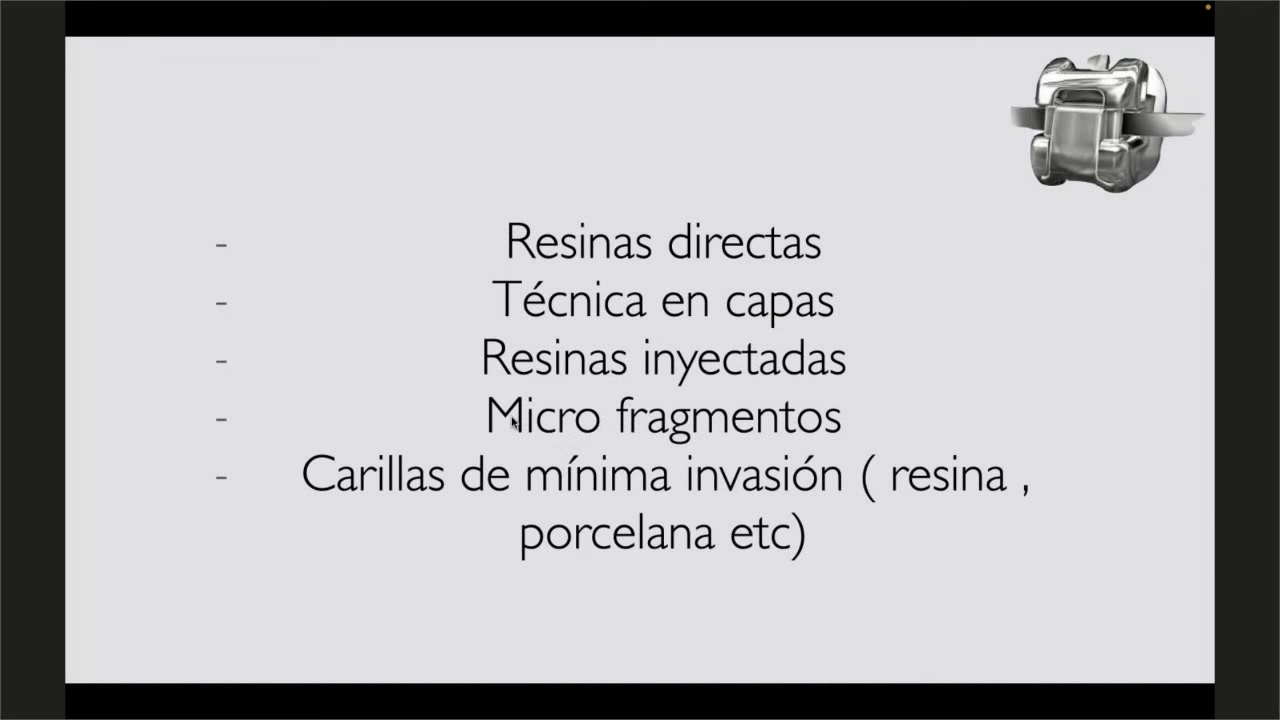 - Resinas directas
- Técnica en capas
- Resinas inyectadas
- Micro fragmentos
- Carillas de mínima invasión ( resina ,
porcelana etc)